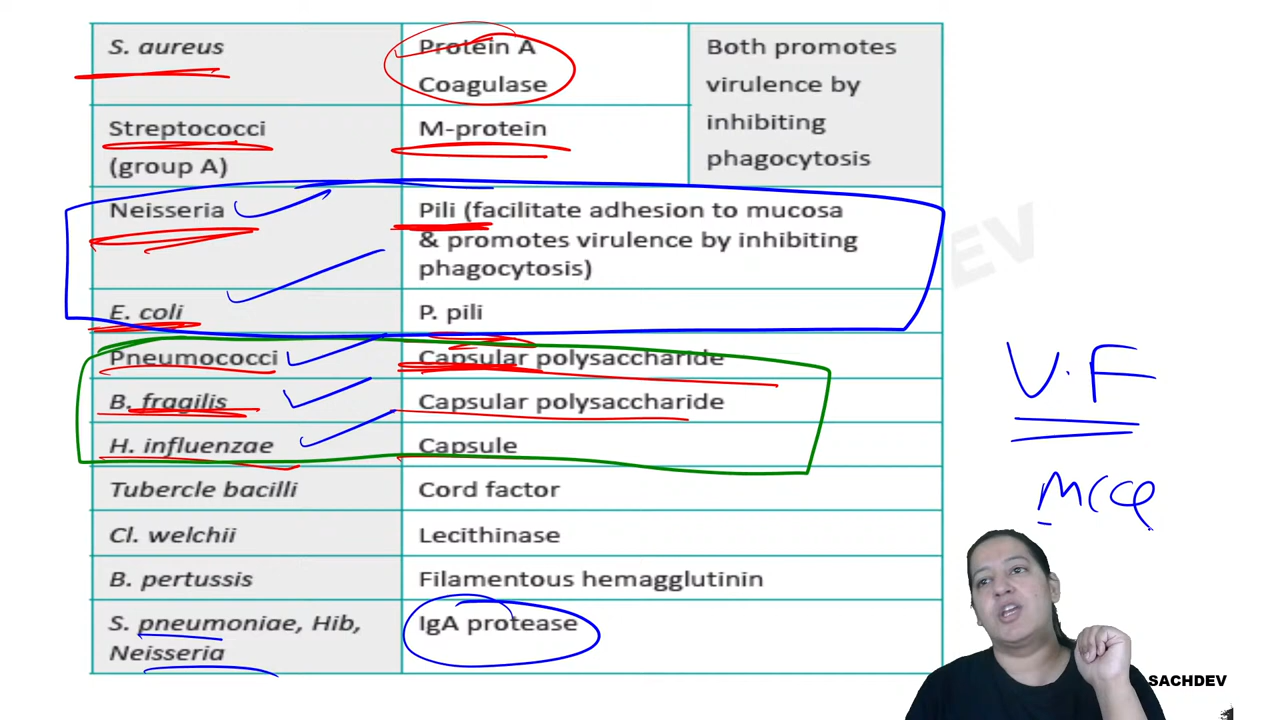 S. aureus
Protein A
Coagulase
Both promotes
virulence by
inhibiting
phagocytosis
Streptococci
(group A)
M-protein
Neisseria
Pili (facilitate adhesion to mucosa
& promotes virulence by inhibiting
phagocytosis)
E. coli
P. pili
Pneumococci
Capsular polysaccharide
B. fragilis
Capsular polysaccharide
H. influenzae
Capsule
Tubercle bacilli
Cord factor
Cl. welchii
Lecithinase
B. pertussis
Filamentous hemagglutinin
S. pneumoniae, Hib,
Neisseria
IgA protease
V.F
MCQ
SACHDEV